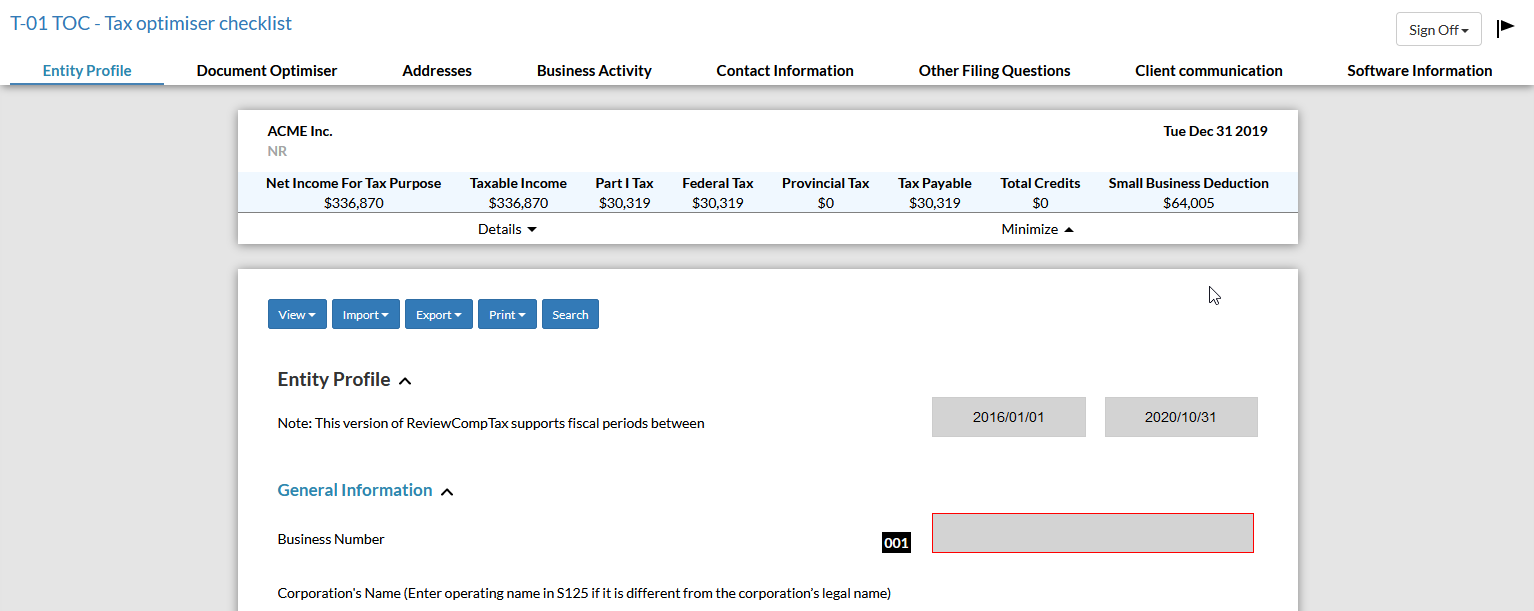 T-01 TOC - Tax optimiser checklist
Sign Off
Entity Profile Document Optimiser Addresses Business Activity Contact Information Other Filing Questions Client communication Software Information
ACME Inc. Tue Dec 31 2019
NR
Net Income For Tax Purpose Taxable Income Part I Tax Federal Tax Provincial Tax Tax Payable Total Credits Small Business Deduction
$336,870 $336,870 $30,319 $30,319 $0 $30,319 $0 $64,005
Details Minimize
View Import Export Print Search
Entity Profile
Note: This version of ReviewCompTax supports fiscal periods between 2016/01/01 2020/10/31
General Information
Business Number 001
Corporation's Name (Enter operating name in S125 if it is different from the corporation’s legal name)